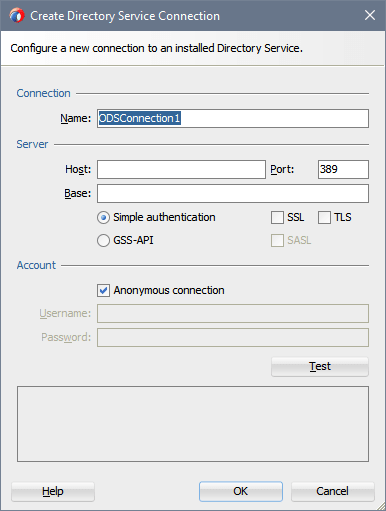 Create Directory Service Connection
Configure a new connection to an installed Directory Service.
Connection
Name: ODSConnection1
Server
Host: Port: 389
Base:
Simple authentication SSL TLS
GSS-API SASL
Account
Anonymous connection
Username:
Password:
Test
Help OK Cancel